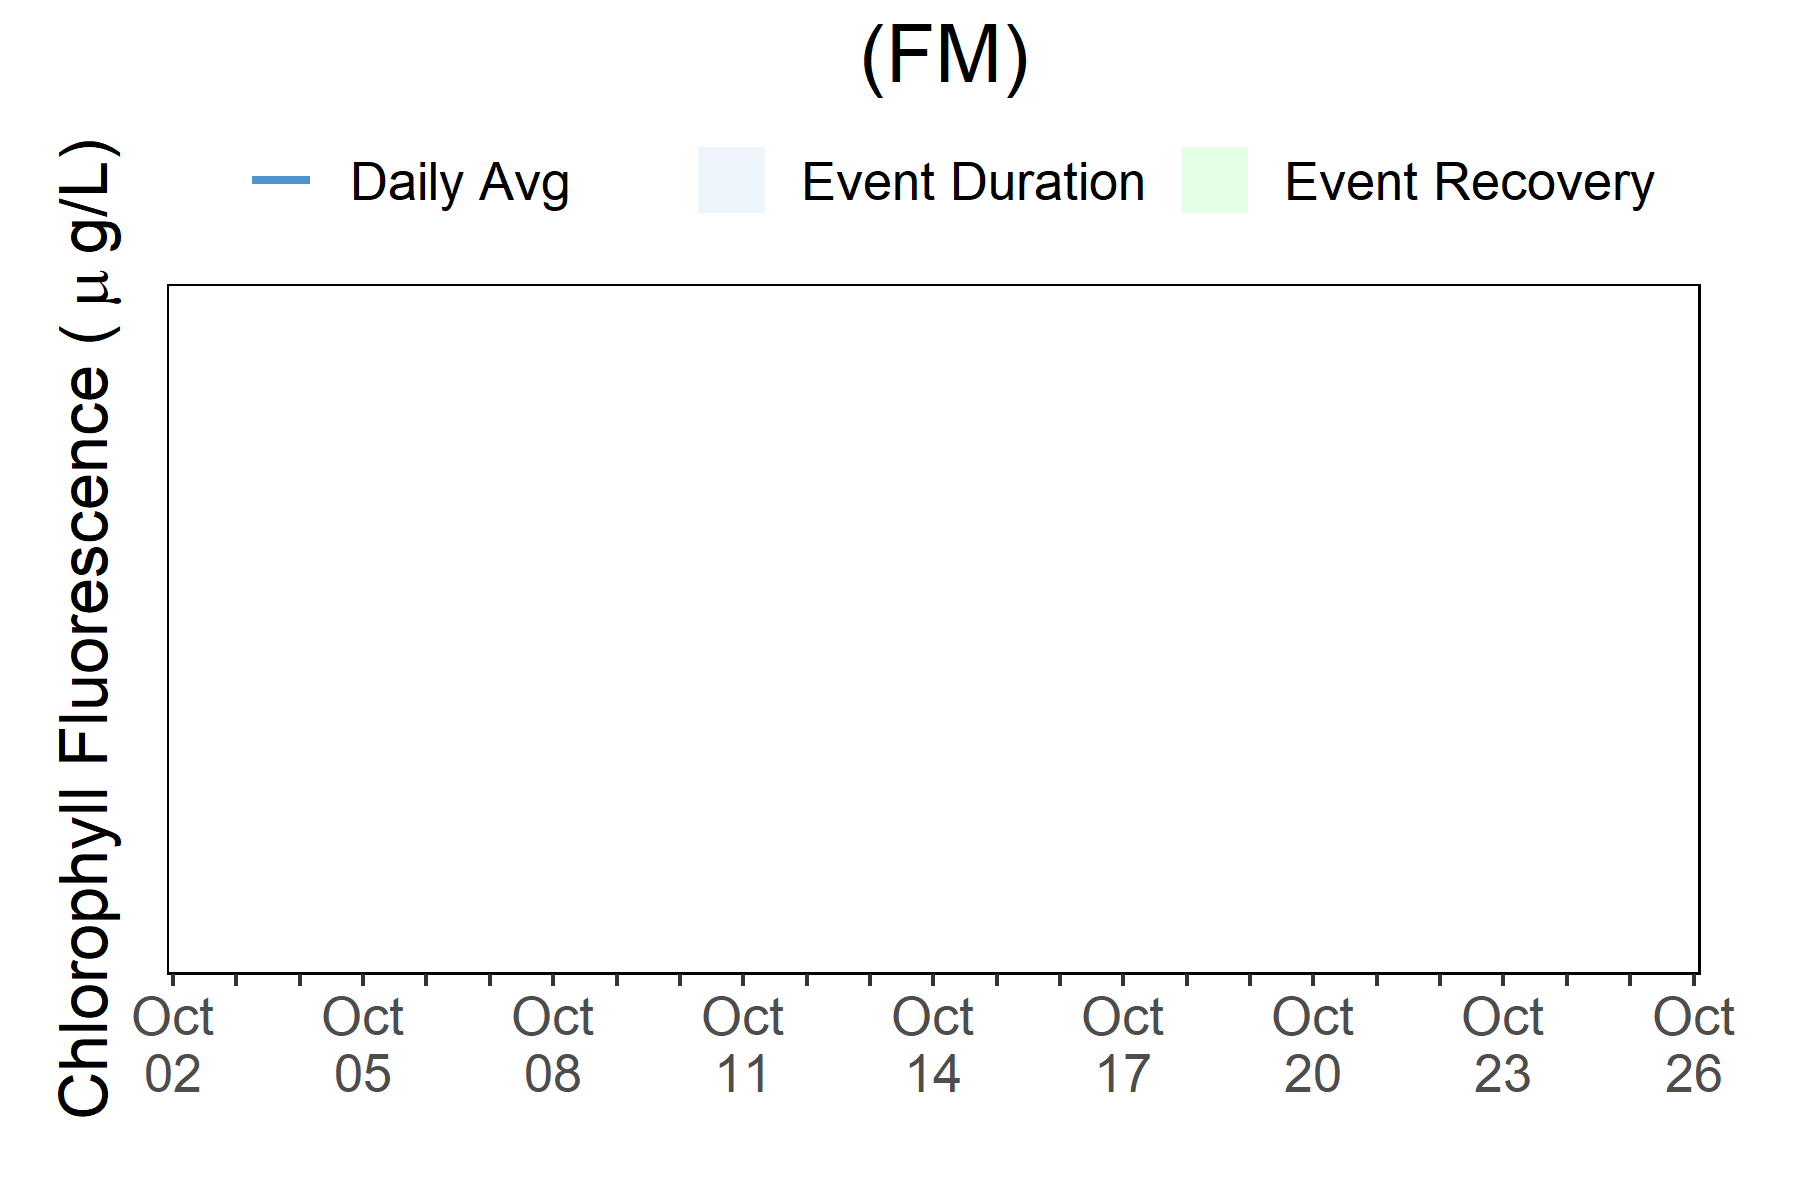 (FM)
Daily Avg
Event Duration
Event Recovery
Chlorophyll Fluorescence ( μ g/L)
Oct 02
Oct 05
Oct 08
Oct 11
Oct 14
Oct 17
Oct 20
Oct 23
Oct 26